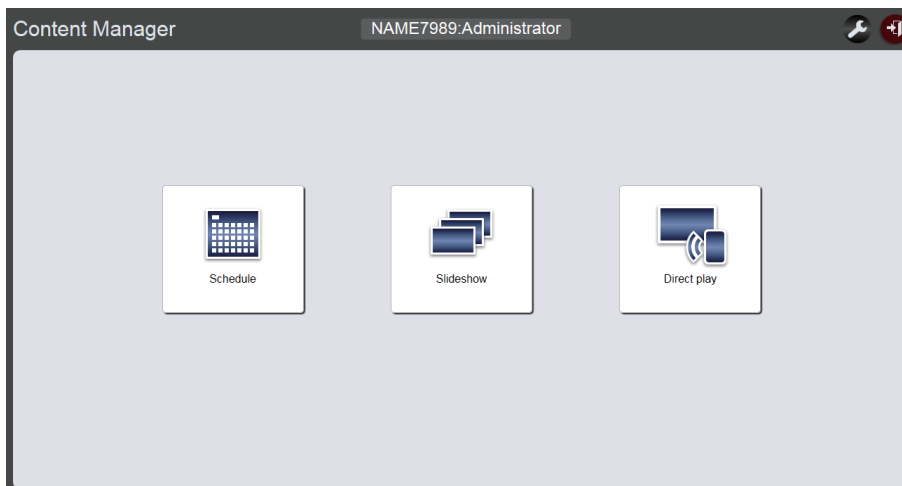 Content Manager
NAME7989:Administrator
Schedule
Slideshow
Direct play